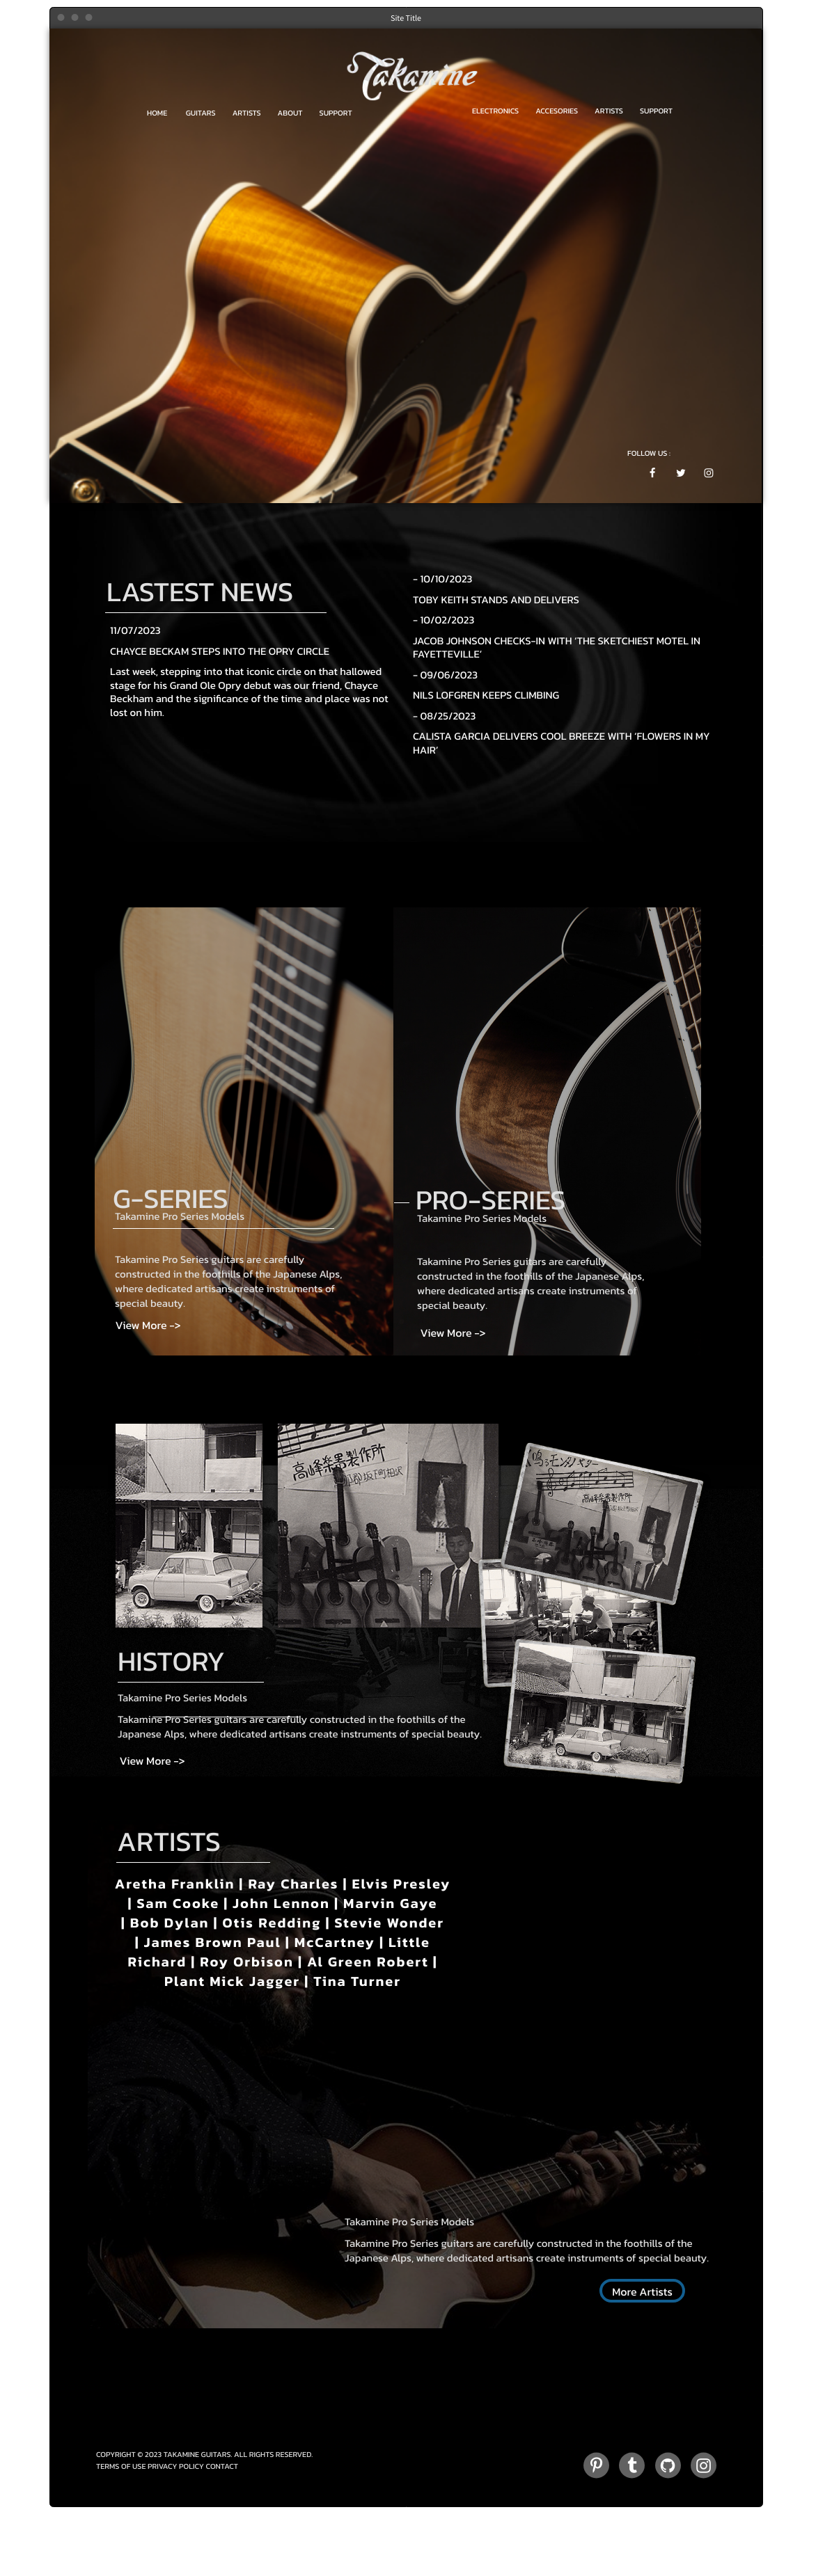 Site Title
Takamine
HOME GUITARS ARTISTS ABOUT SUPPORT
ELECTRONICS ACCESORIES ARTISTS SUPPORT
FOLLOW US :
LASTEST NEWS
11/07/2023
CHAYCE BECKAM STEPS INTO THE OPRY CIRCLE
Last week, stepping into that iconic circle on that hallowed
stage for his Grand Ole Opry debut was our friend, Chayce
Beckham and the significance of the time and place was not
lost on him.
- 10/10/2023
TOBY KEITH STANDS AND DELIVERS
- 10/02/2023
JACOB JOHNSON CHECKS-IN WITH 'THE SKETCHIEST MOTEL IN
FAYETTEVILLE'
- 09/06/2023
NILS LOFGREN KEEPS CLIMBING
- 08/25/2023
CALISTA GARCIA DELIVERS COOL BREEZE WITH 'FLOWERS IN MY
HAIR'
G-SERIES
Takamine Pro Series Models
Takamine Pro Series guitars are carefully
constructed in the foothills of the Japanese Alps,
where dedicated artisans create instruments of
special beauty.
View More ->
PRO-SERIES
Takamine Pro Series Models
Takamine Pro Series guitars are carefully
constructed in the foothills of the Japanese Alps,
where dedicated artisans create instruments of
special beauty.
View More ->
高峰楽器製作所
HISTORY
Takamine Pro Series Models
Takamine Pro Series guitars are carefully constructed in the foothills of the
Japanese Alps, where dedicated artisans create instruments of special beauty.
View More ->
ARTISTS
Aretha Franklin | Ray Charles | Elvis Presley
| Sam Cooke | John Lennon | Marvin Gaye
| Bob Dylan | Otis Redding | Stevie Wonder
| James Brown Paul | McCartney | Little
Richard | Roy Orbison | Al Green Robert |
Plant Mick Jagger | Tina Turner
Takamine Pro Series Models
Takamine Pro Series guitars are carefully constructed in the foothills of the
Japanese Alps, where dedicated artisans create instruments of special beauty.
More Artists
COPYRIGHT © 2023 TAKAMINE GUITARS. ALL RIGHTS RESERVED.
TERMS OF USE PRIVACY POLICY CONTACT